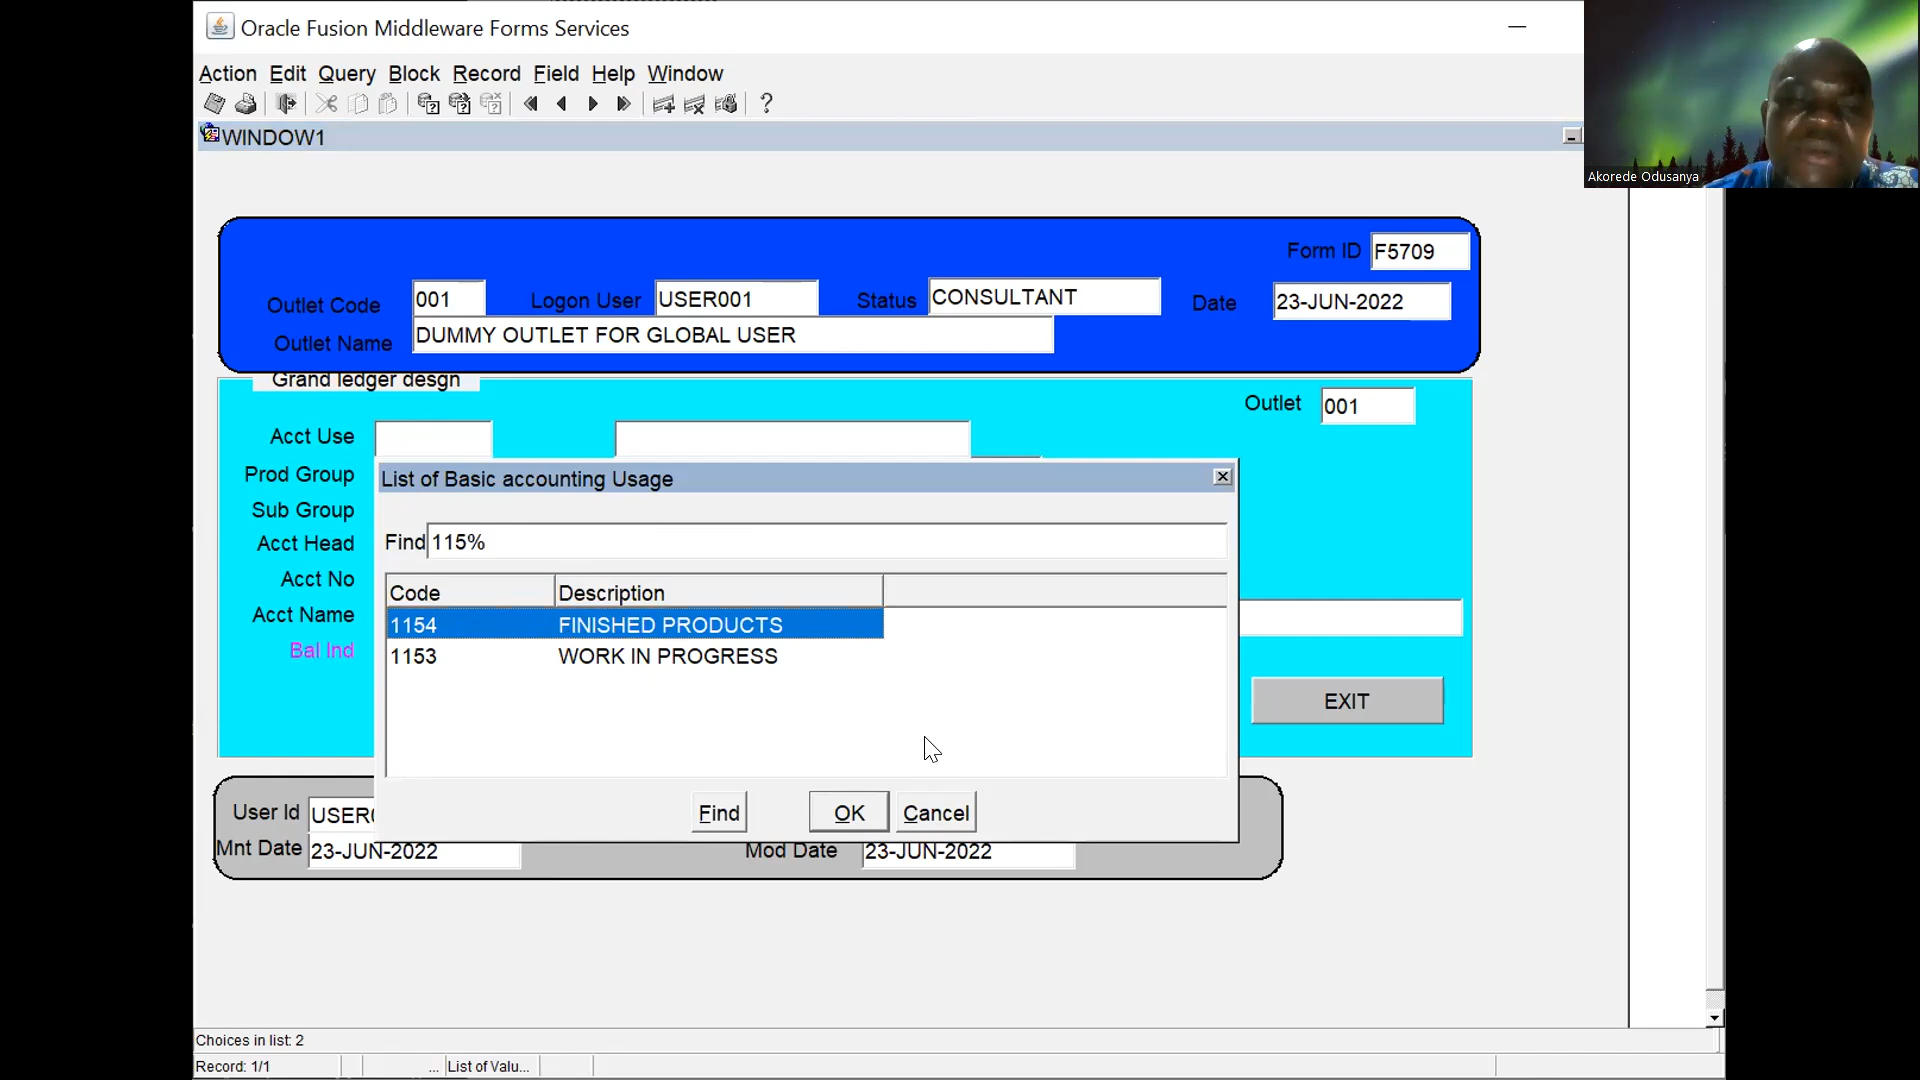 Oracle Fusion Middleware Forms Services
Action Edit Query Block Record Field Help Window
WINDOW1
Akorede Odusanya
Form ID F5709
Outlet Code 001 Logon User USER001 Status CONSULTANT Date 23-JUN-2022
Outlet Name DUMMY OUTLET FOR GLOBAL USER
Grand ledger desgn
Outlet 001
Acct Use
Prod Group
Sub Group
Acct Head
Acct No
Acct Name
Bal Ind
List of Basic accounting Usage
Find 115%
Code Description
1154 FINISHED PRODUCTS
1153 WORK IN PROGRESS
Find OK Cancel
EXIT
User Id USER0
Mnt Date 23-JUN-2022 Mod Date 23-JUN-2022
Choices in list: 2
Record: 1/1 ... List of Valu...